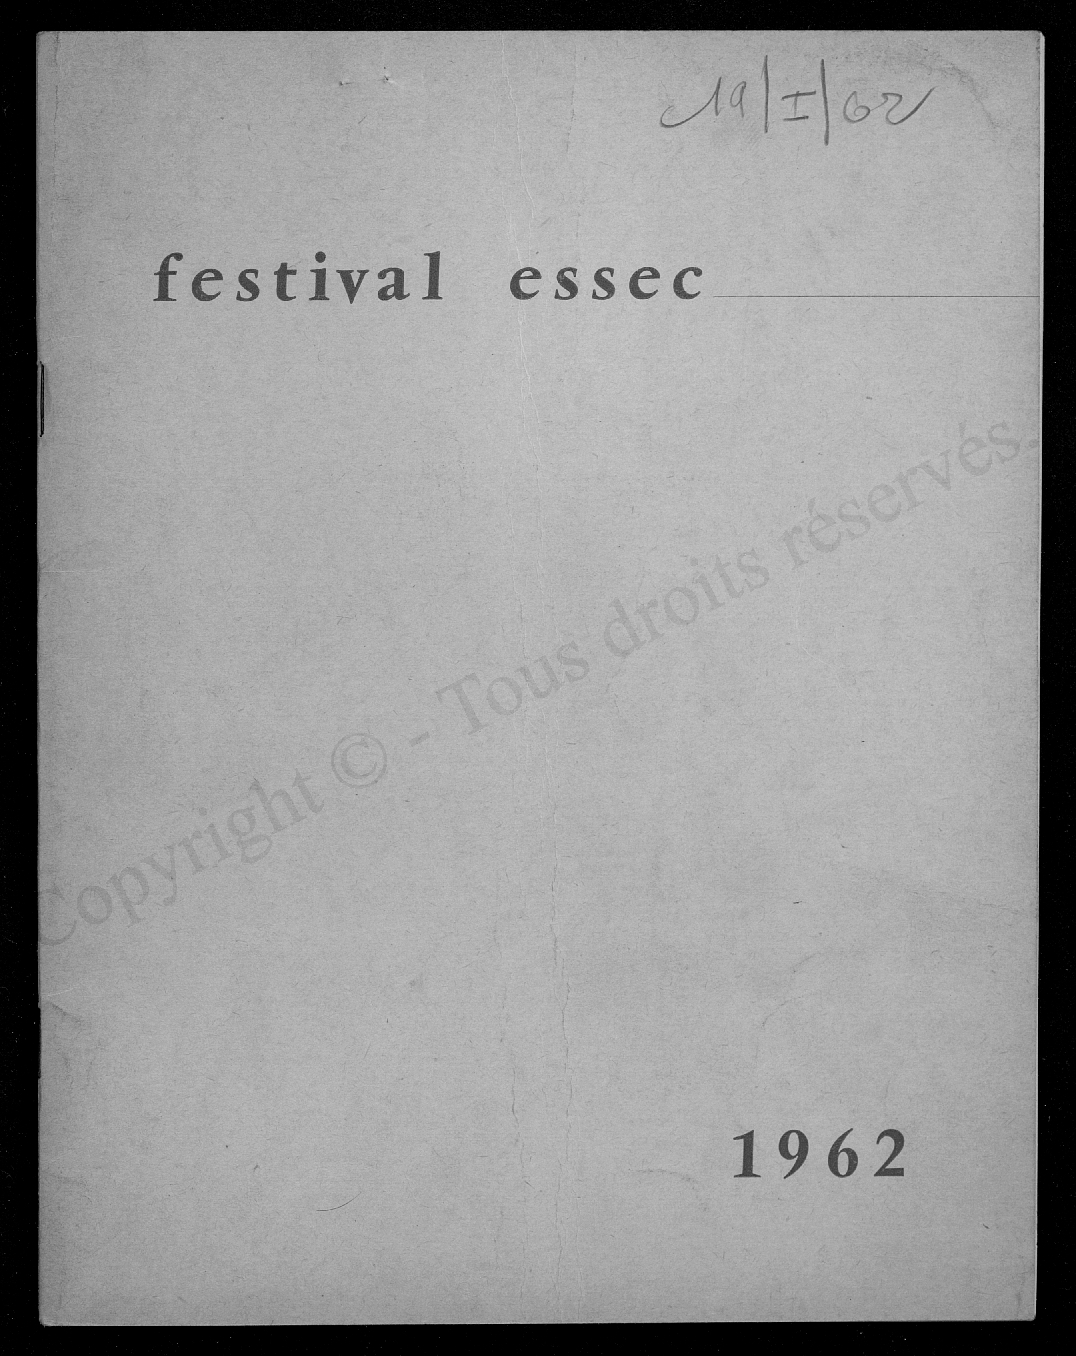 19/I/62
festival essec
Copyright © - Tous droits réservés.
1962